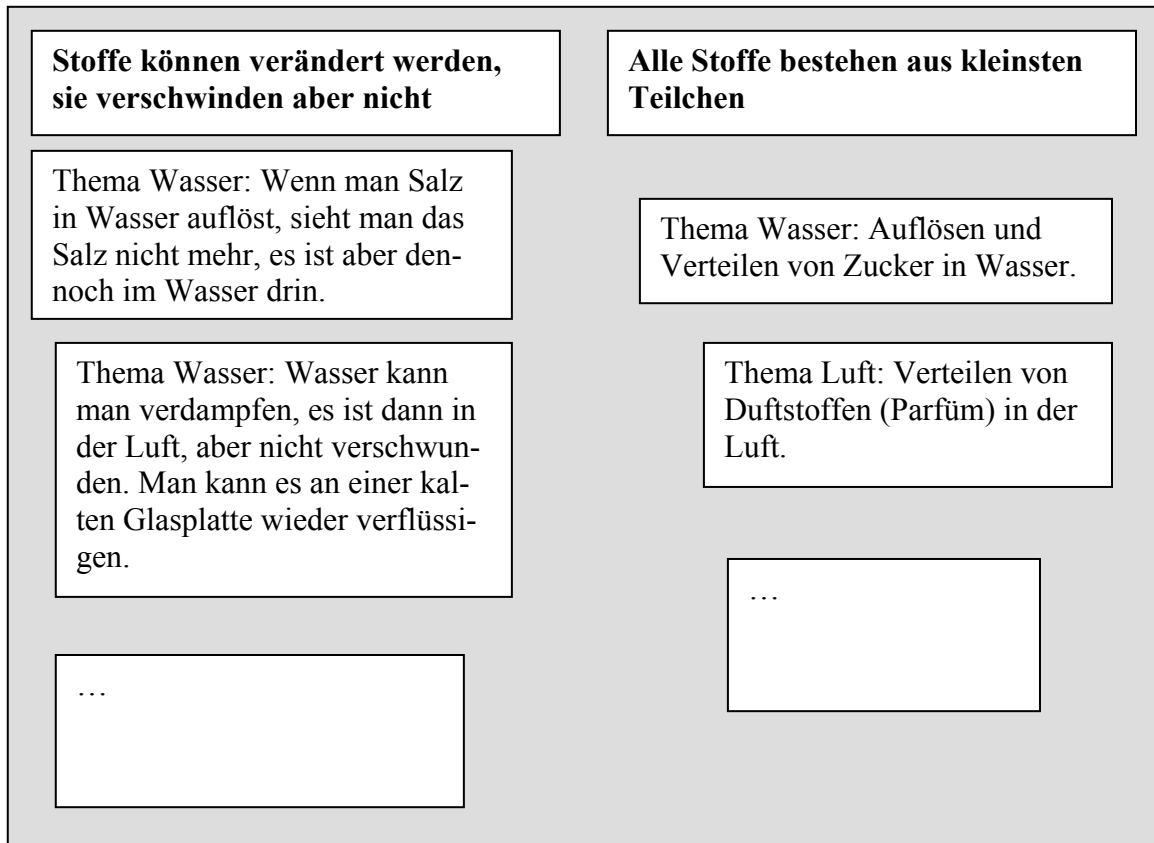 Stoffe können verändert werden,
sie verschwinden aber nicht
Thema Wasser: Wenn man Salz
in Wasser auflöst, sieht man das
Salz nicht mehr, es ist aber den-
noch im Wasser drin.
Thema Wasser: Wasser kann
man verdampfen, es ist dann in
der Luft, aber nicht verschwun-
den. Man kann es an einer kal-
ten Glasplatte wieder verflüssi-
gen.
…
Alle Stoffe bestehen aus kleinsten
Teilchen
Thema Wasser: Auflösen und
Verteilen von Zucker in Wasser.
Thema Luft: Verteilen von
Duftstoffen (Parfüm) in der
Luft.
…